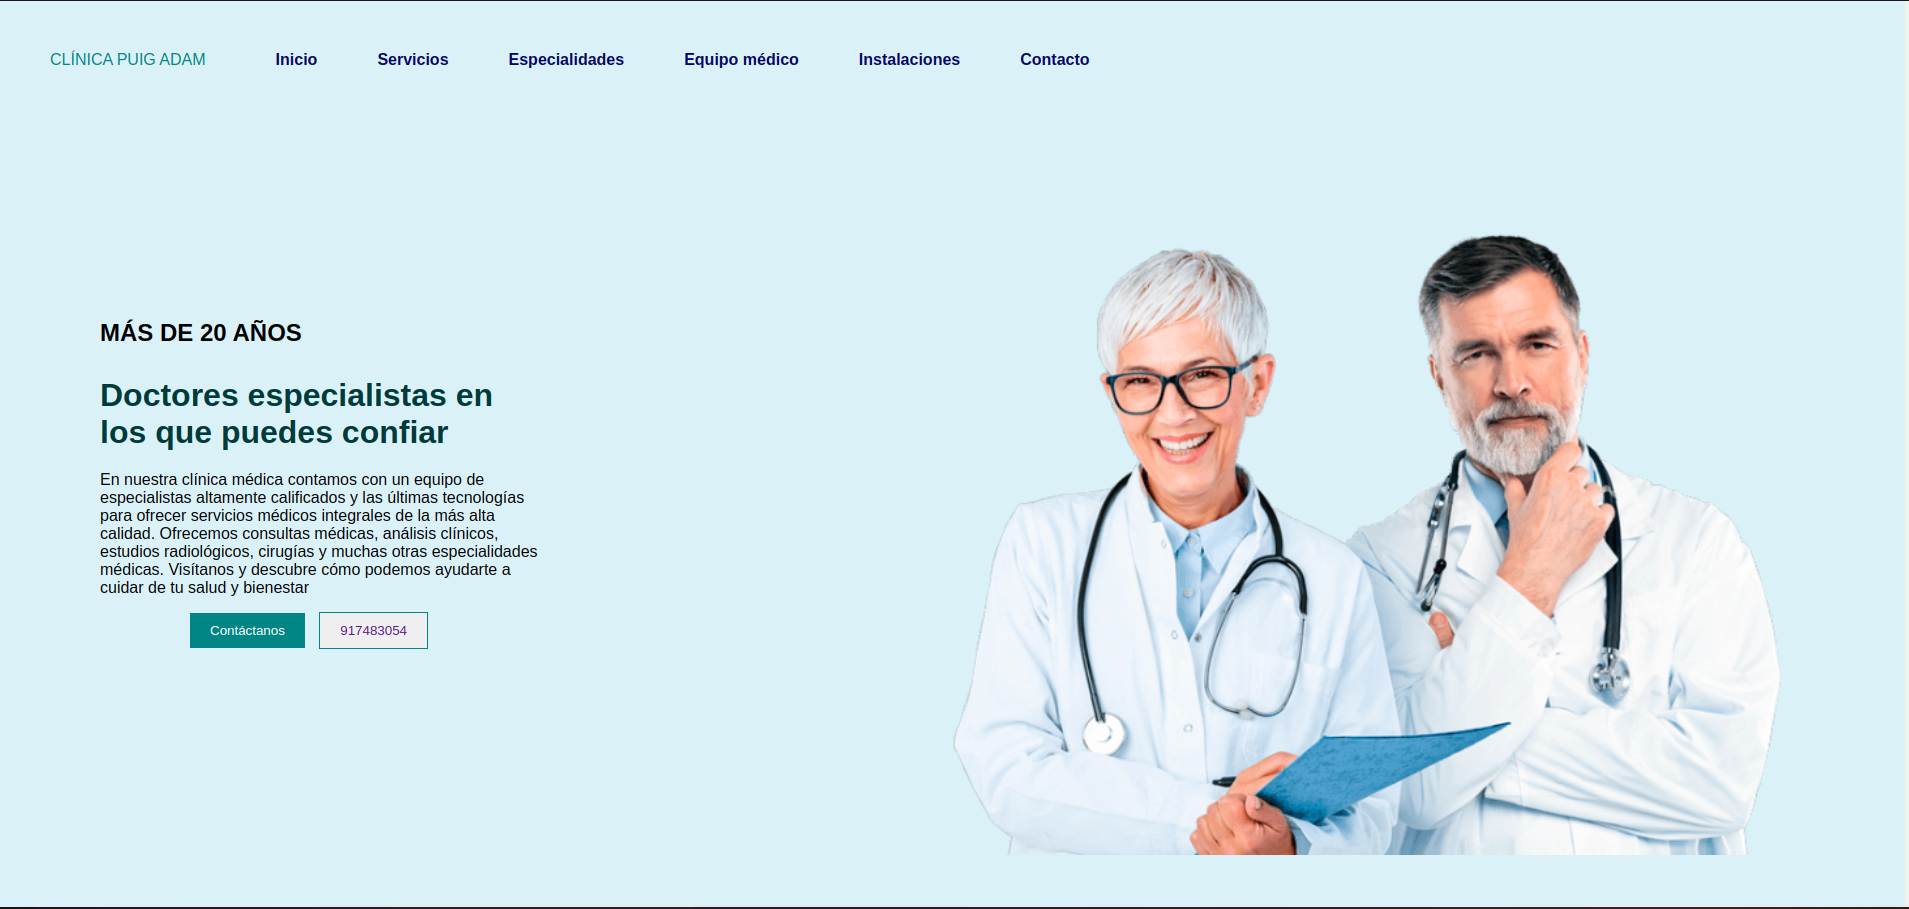 CLÍNICA PUIG ADAM Inicio Servicios Especialidades Equipo médico Instalaciones Contacto
MÁS DE 20 AÑOS
Doctores especialistas en
los que puedes confiar
En nuestra clínica médica contamos con un equipo de
especialistas altamente calificados y las últimas tecnologías
para ofrecer servicios médicos integrales de la más alta
calidad. Ofrecemos consultas médicas, análisis clínicos,
estudios radiológicos, cirugías y muchas otras especialidades
médicas. Visítanos y descubre cómo podemos ayudarte a
cuidar de tu salud y bienestar
Contáctanos 917483054